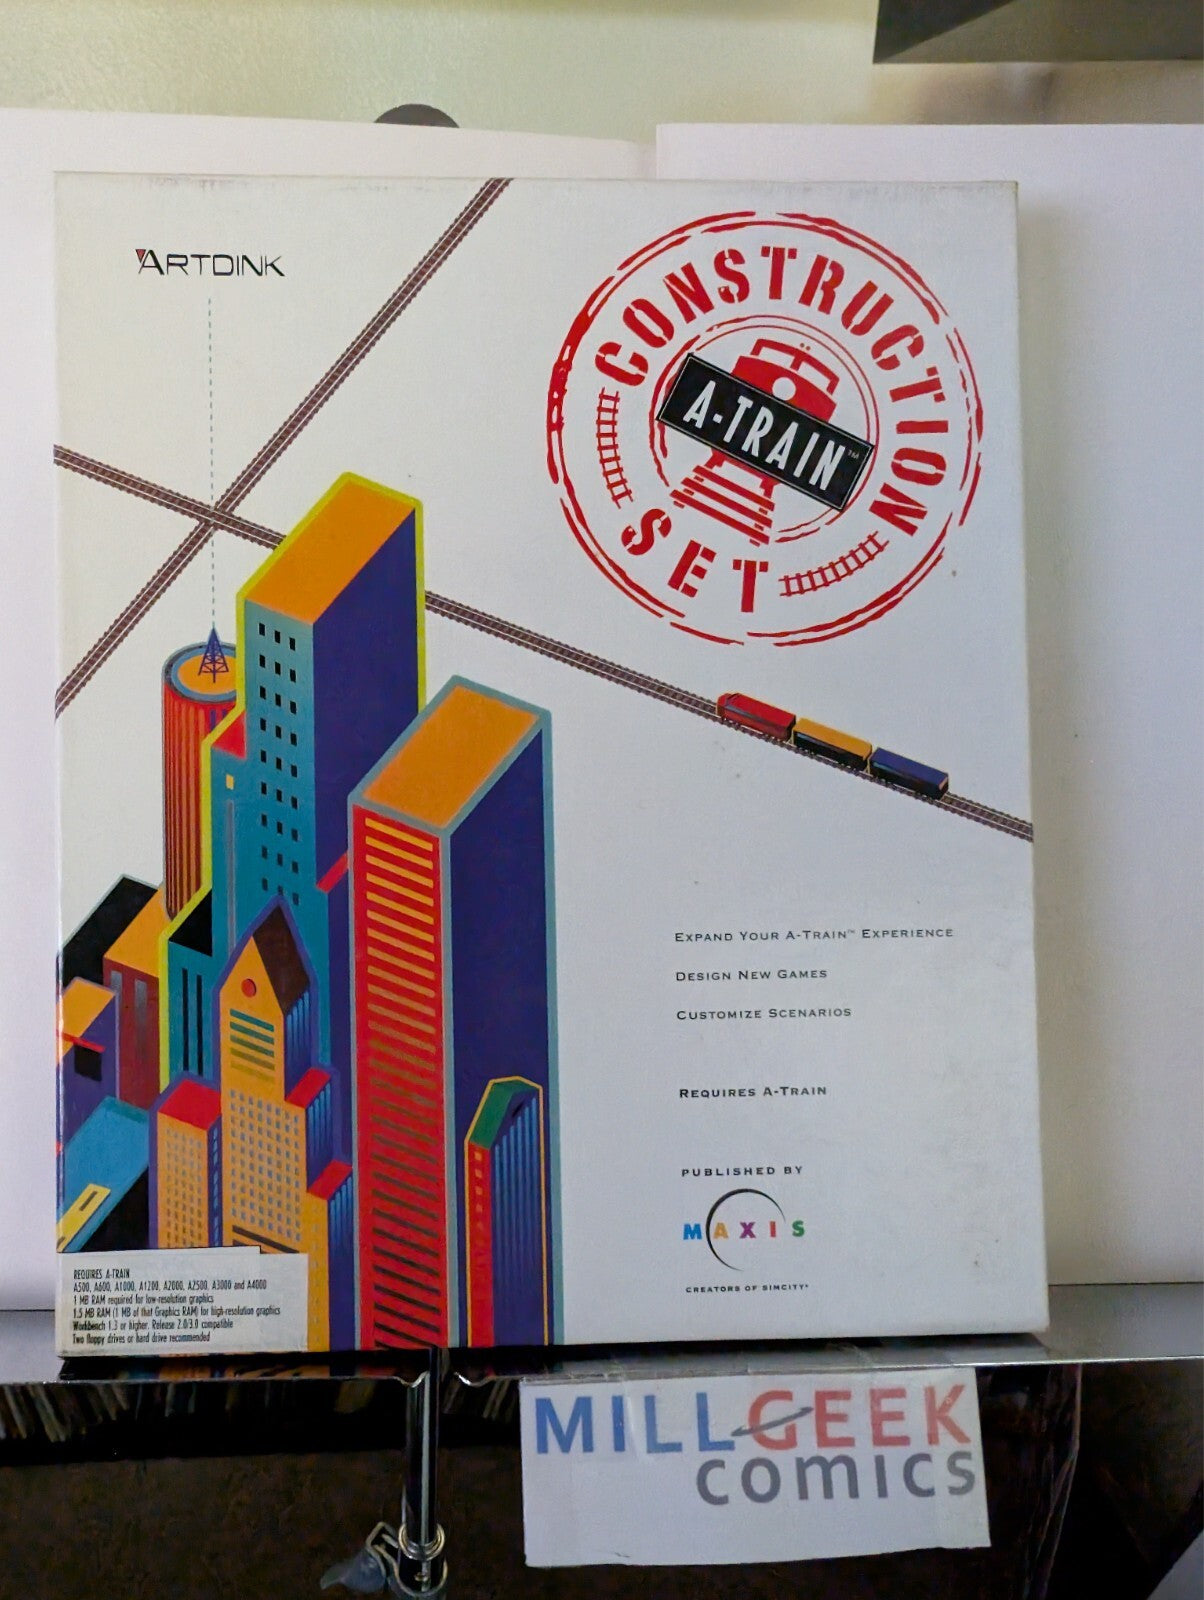 ARTDINK
CONSTRUCTION
A-TRAIN™
SET
EXPAND YOUR A-TRAIN™ EXPERIENCE
DESIGN NEW GAMES
CUSTOMIZE SCENARIOS
REQUIRES A-TRAIN
PUBLISHED BY
MAXIS
CREATORS OF SIMCITY®
REQUIRES A-TRAIN
A500, A600, A1000, A1200, A2000, A2500, A3000 and A4000
1 MB RAM required for low-resolution graphics
1.5 MB RAM (1 MB of that Graphics RAM) for high-resolution graphics
Workbench 1.3 or higher. Release 2.0/3.0 compatible
Two floppy drives or hard drive recommended
MILLGEEK
comics